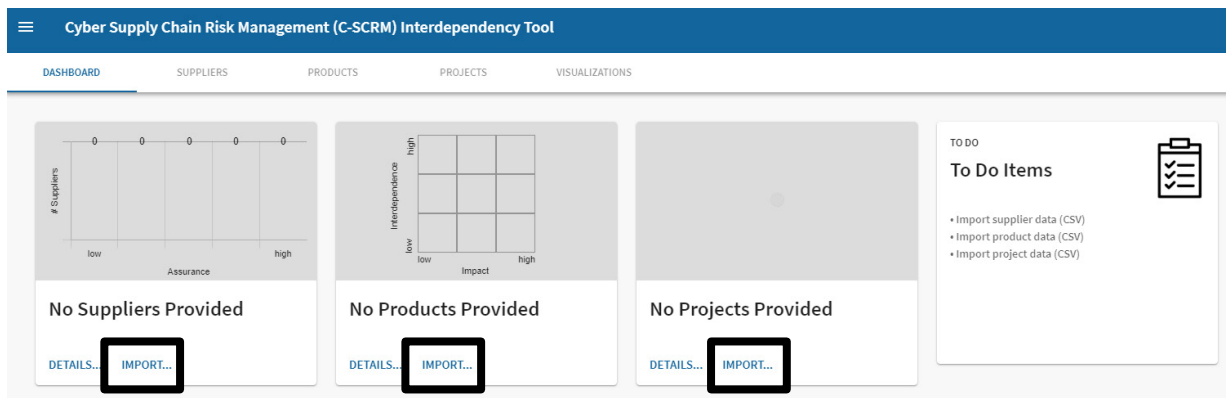 Cyber Supply Chain Risk Management (C-SCRM) Interdependency Tool
DASHBOARD SUPPLIERS PRODUCTS PROJECTS VISUALIZATIONS
0 0 0 0 0
# Suppliers
low high
Assurance
No Suppliers Provided
DETAILS... IMPORT...
high
Interdependence
low
low high
Impact
No Products Provided
DETAILS... IMPORT...
No Projects Provided
DETAILS... IMPORT...
TO DO
To Do Items
• Import supplier data (CSV)
• Import product data (CSV)
• Import project data (CSV)